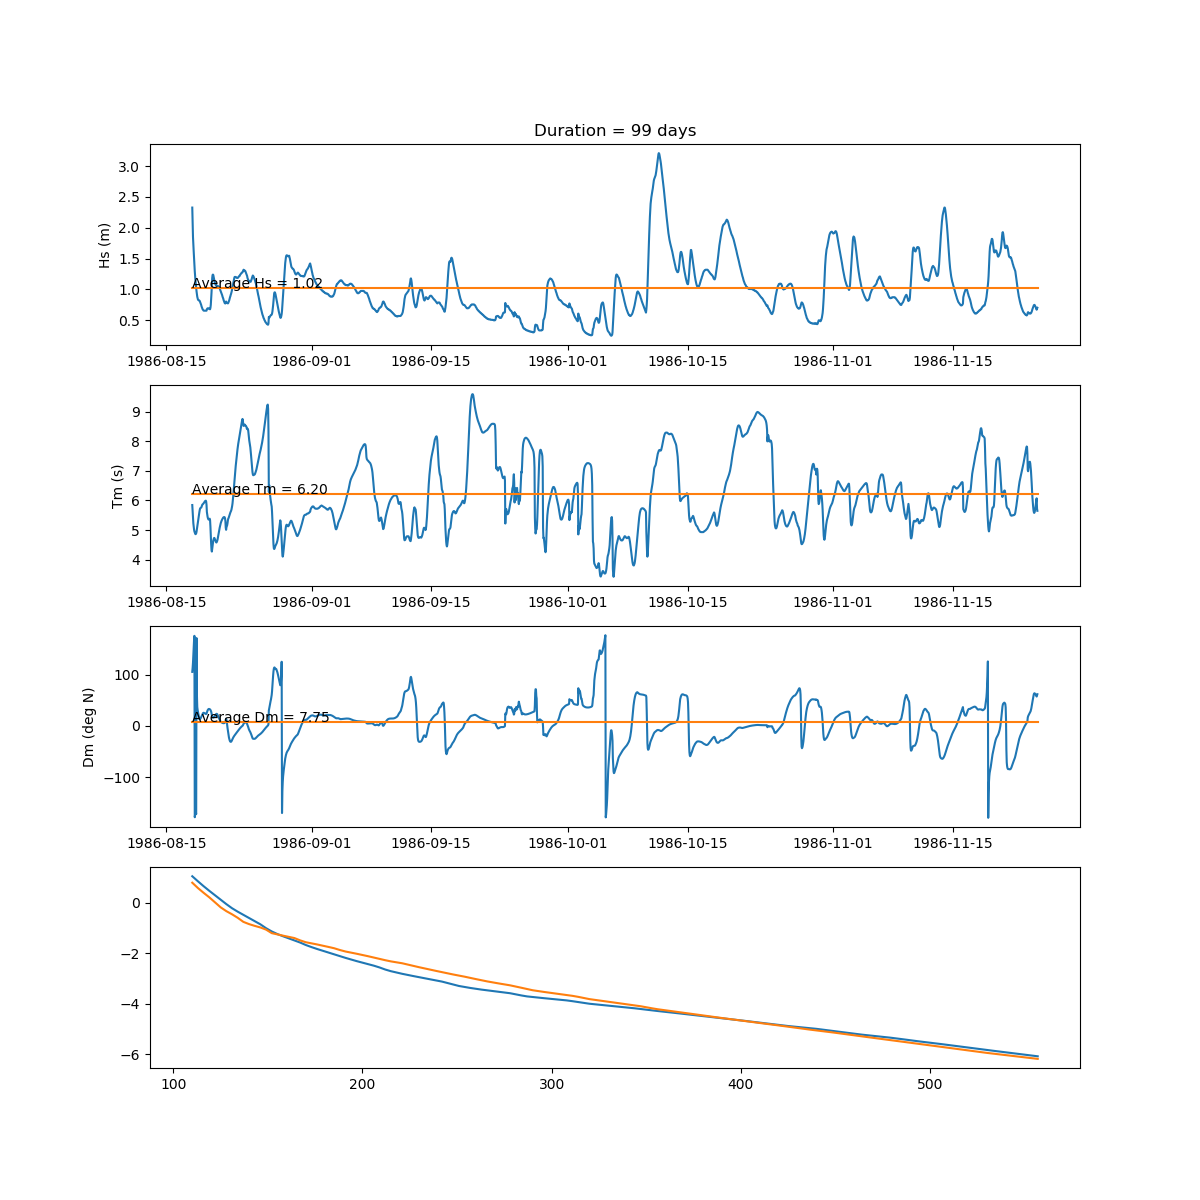 Duration = 99 days
3.0
2.5
2.0
1.5
1.0
0.5
Hs (m)
Average Hs = 1.02
1986-08-15 1986-09-01 1986-09-15 1986-10-01 1986-10-15 1986-11-01 1986-11-15
9
8
7
6
5
4
Tm (s)
Average Tm = 6.20
1986-08-15 1986-09-01 1986-09-15 1986-10-01 1986-10-15 1986-11-01 1986-11-15
100
0
−100
Dm (deg N)
Average Dm = 7.75
1986-08-15 1986-09-01 1986-09-15 1986-10-01 1986-10-15 1986-11-01 1986-11-15
0
−2
−4
−6
100 200 300 400 500